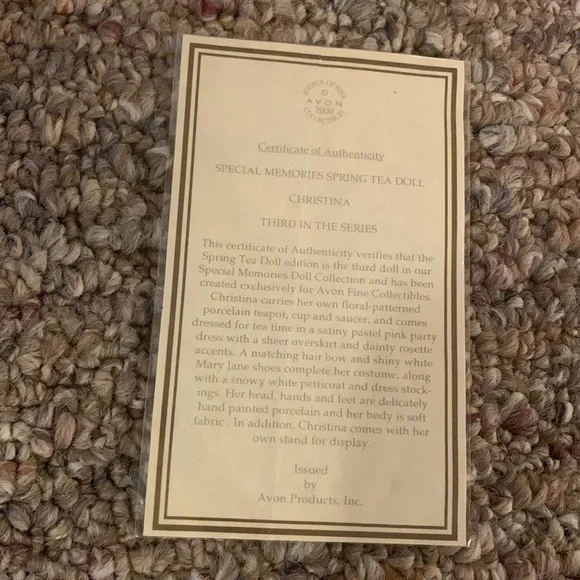 SOURCE OF FINE
©
AVON
2000
COLLECTIBLES
Certificate of Authenticity
SPECIAL MEMORIES SPRING TEA DOLL
CHRISTINA
THIRD IN THE SERIES
This certificate of Authenticity verifies that the
Spring Tea Doll edition is the third doll in our
Special Memories Doll Collection and has been
created exclusively for Avon Fine Collectibles.
Christina carries her own floral-patterned
porcelain teapot, cup and saucer, and comes
dressed for tea time in a satiny pastel pink party
dress with a sheer overskirt and dainty rosette
accents. A matching hair bow and shiny white
Mary Jane shoes complete her costume, along
with a snowy white petticoat and dress stock-
ings. Her head, hands and feet are delicately
hand painted porcelain and her body is soft
fabric. In addition, Christina comes with her
own stand for display.
Issued
by
Avon Products, Inc.